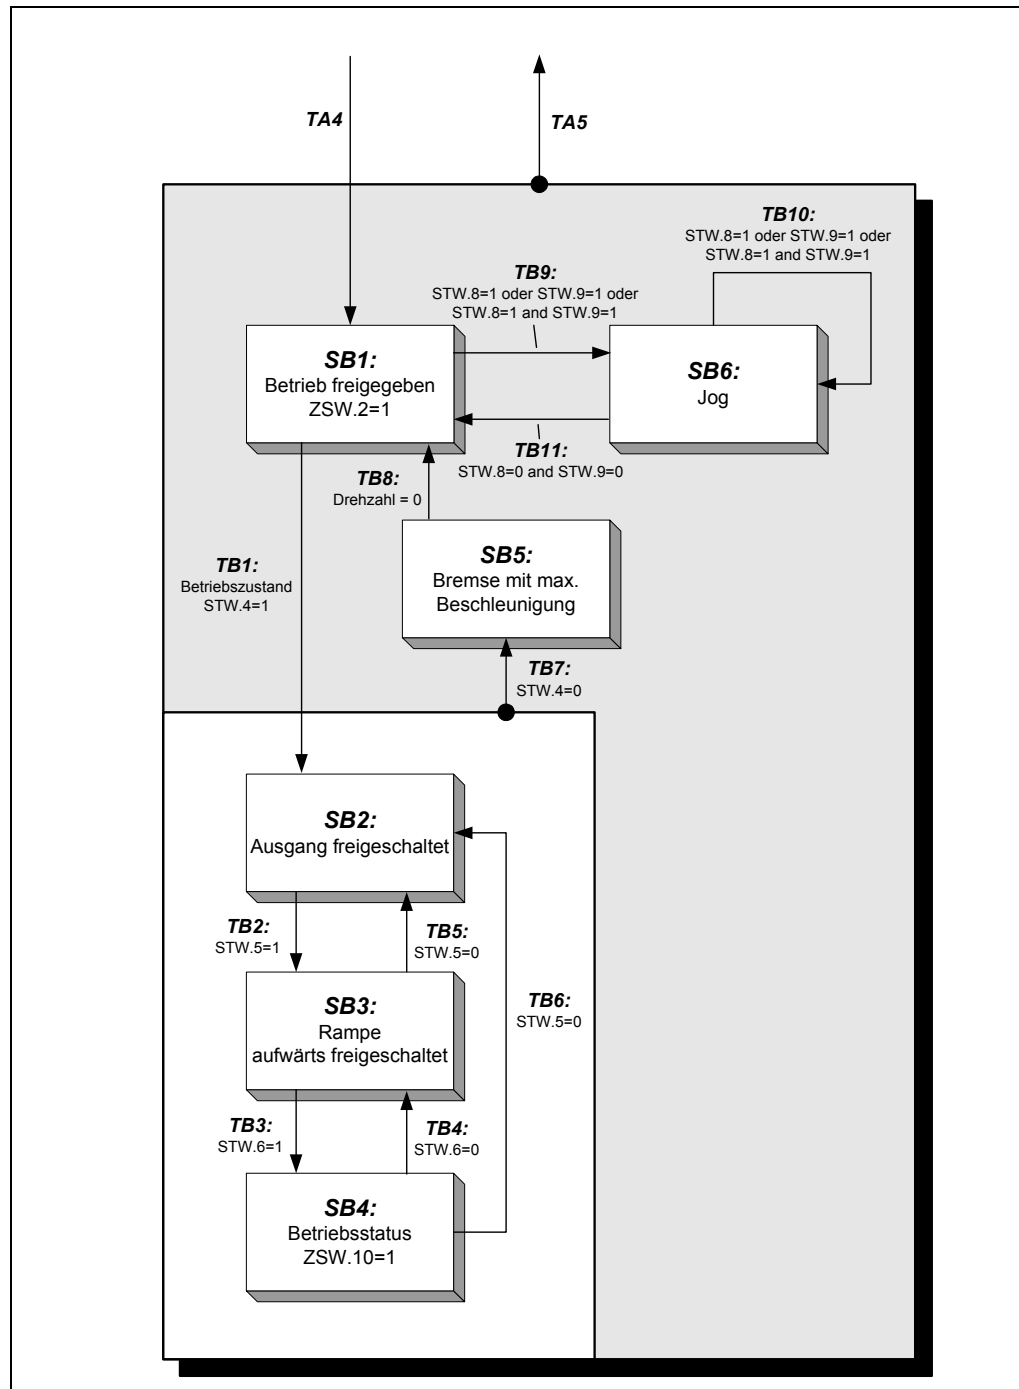 TA4
TA5
TB10:
STW.8=1 oder STW.9=1 oder
STW.8=1 and STW.9=1
TB9:
STW.8=1 oder STW.9=1 oder
STW.8=1 and STW.9=1
SB1:
Betrieb freigegeben
ZSW.2=1
SB6:
Jog
TB11:
STW.8=0 and STW.9=0
TB8:
Drehzahl = 0
SB5:
Bremse mit max.
Beschleunigung
TB1:
Betriebszustand
STW.4=1
TB7:
STW.4=0
SB2:
Ausgang freigeschaltet
TB2:
STW.5=1
TB5:
STW.5=0
SB3:
Rampe
aufwärts freigeschaltet
TB6:
STW.5=0
TB3:
STW.6=1
TB4:
STW.6=0
SB4:
Betriebsstatus
ZSW.10=1